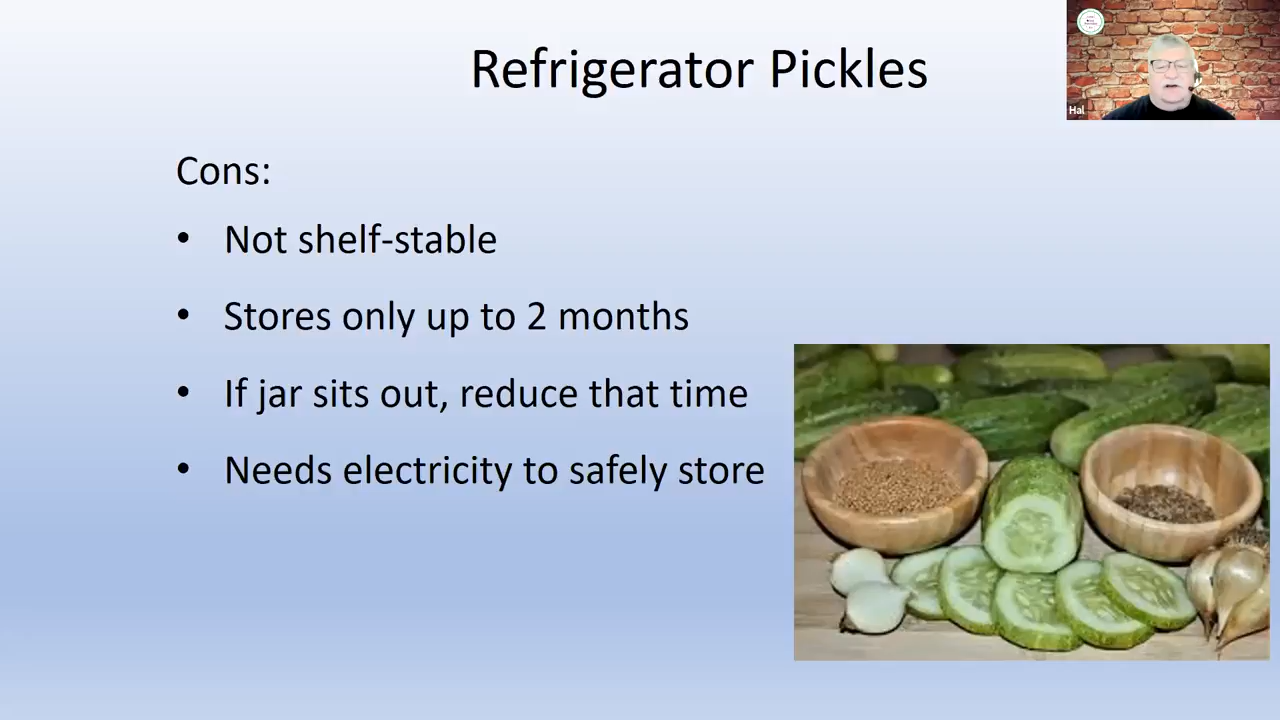 Refrigerator Pickles
Hal
Cons:
• Not shelf-stable
• Stores only up to 2 months
• If jar sits out, reduce that time
• Needs electricity to safely store